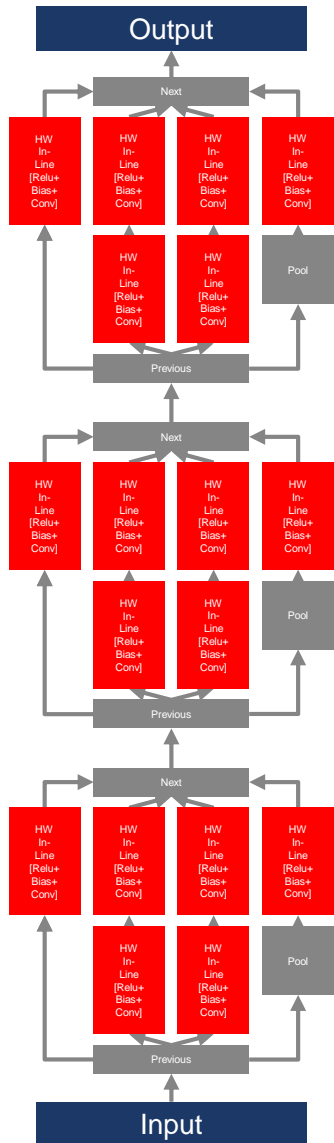 Output
Next
HW
In-
Line
[Relu+
Bias+
Conv]
HW
In-
Line
[Relu+
Bias+
Conv]
HW
In-
Line
[Relu+
Bias+
Conv]
HW
In-
Line
[Relu+
Bias+
Conv]
HW
In-
Line
[Relu+
Bias+
Conv]
HW
In-
Line
[Relu+
Bias+
Conv]
Pool
Previous
Next
HW
In-
Line
[Relu+
Bias+
Conv]
HW
In-
Line
[Relu+
Bias+
Conv]
HW
In-
Line
[Relu+
Bias+
Conv]
HW
In-
Line
[Relu+
Bias+
Conv]
HW
In-
Line
[Relu+
Bias+
Conv]
HW
In-
Line
[Relu+
Bias+
Conv]
Pool
Previous
Next
HW
In-
Line
[Relu+
Bias+
Conv]
HW
In-
Line
[Relu+
Bias+
Conv]
HW
In-
Line
[Relu+
Bias+
Conv]
HW
In-
Line
[Relu+
Bias+
Conv]
HW
In-
Line
[Relu+
Bias+
Conv]
HW
In-
Line
[Relu+
Bias+
Conv]
Pool
Previous
Input